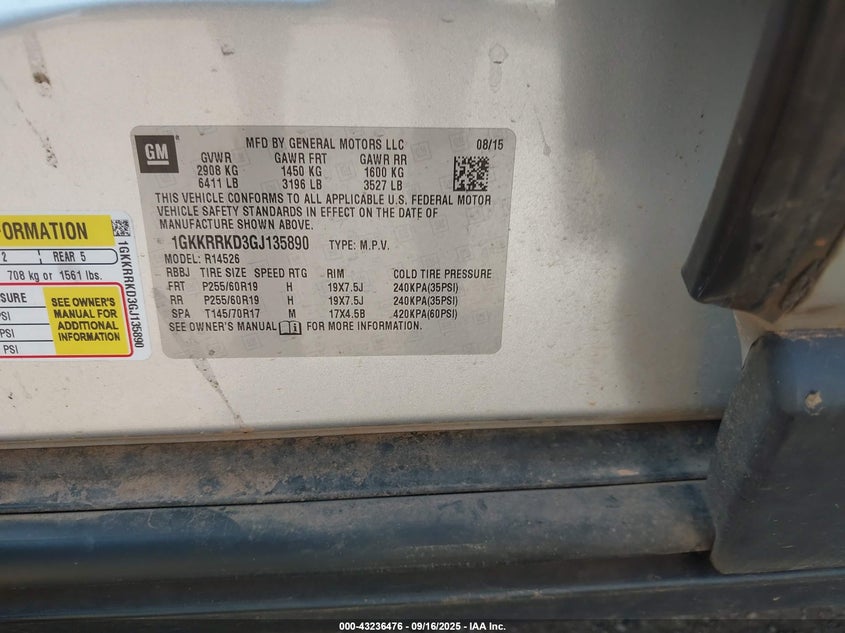 GM
MFD BY GENERAL MOTORS LLC 08/15
GVWR GAWR FRT GAWR RR
2908 KG 1450 KG 1600 KG
6411 LB 3196 LB 3527 LB
THIS VEHICLE CONFORMS TO ALL APPLICABLE U.S. FEDERAL MOTOR
VEHICLE SAFETY STANDARDS IN EFFECT ON THE DATE OF
MANUFACTURE SHOWN ABOVE.
1GKKRRKD3GJ135890 TYPE: M.P.V.
MODEL: R14526
RBBJ TIRE SIZE SPEED RTG RIM COLD TIRE PRESSURE
FRT P255/60R19 H 19X7.5J 240KPA(35PSI)
RR P255/60R19 H 19X7.5J 240KPA(35PSI)
SPA T145/70R17 M 17X4.5B 420KPA(60PSI)
SEE OWNER'S MANUAL FOR MORE INFORMATION.
ORMATION
2 REAR 5
708 kg or 1561 lbs.
SSURE
PSI
PSI
PSI
SEE OWNER'S
MANUAL FOR
ADDITIONAL
INFORMATION
1GKKRRKD3GJ135890
000-43236476 - 09/16/2025 - IAA Inc.